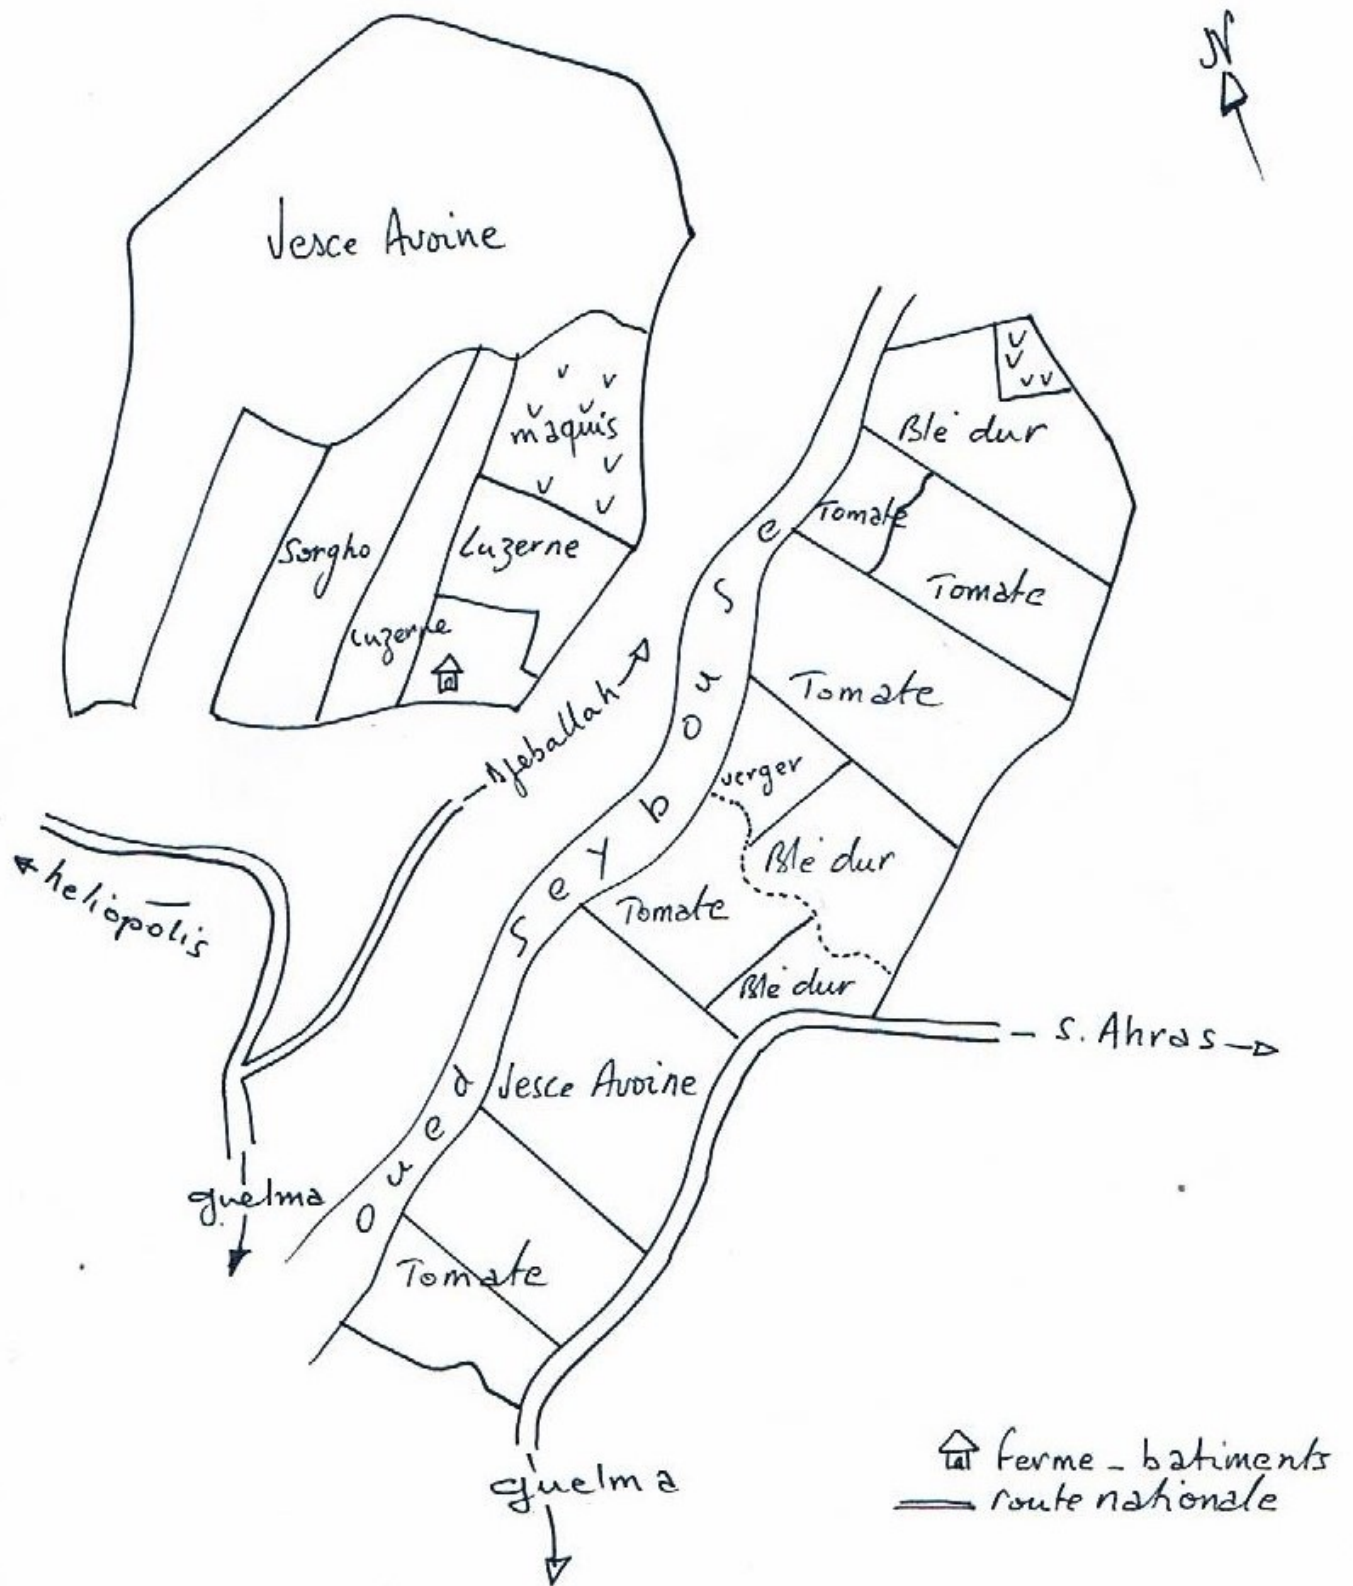 N
Vesce Avoine
maquis
Sorgho
Luzerne
Luzerne
Blé dur
Tomate
Tomate
Tomate
verger
Blé dur
Tomate
Blé dur
Vesce Avoine
Tomate
oued Seybouse
Djeballah
heliopolis
guelma
S. Ahras
guelma
ferme - batiments
route nationale